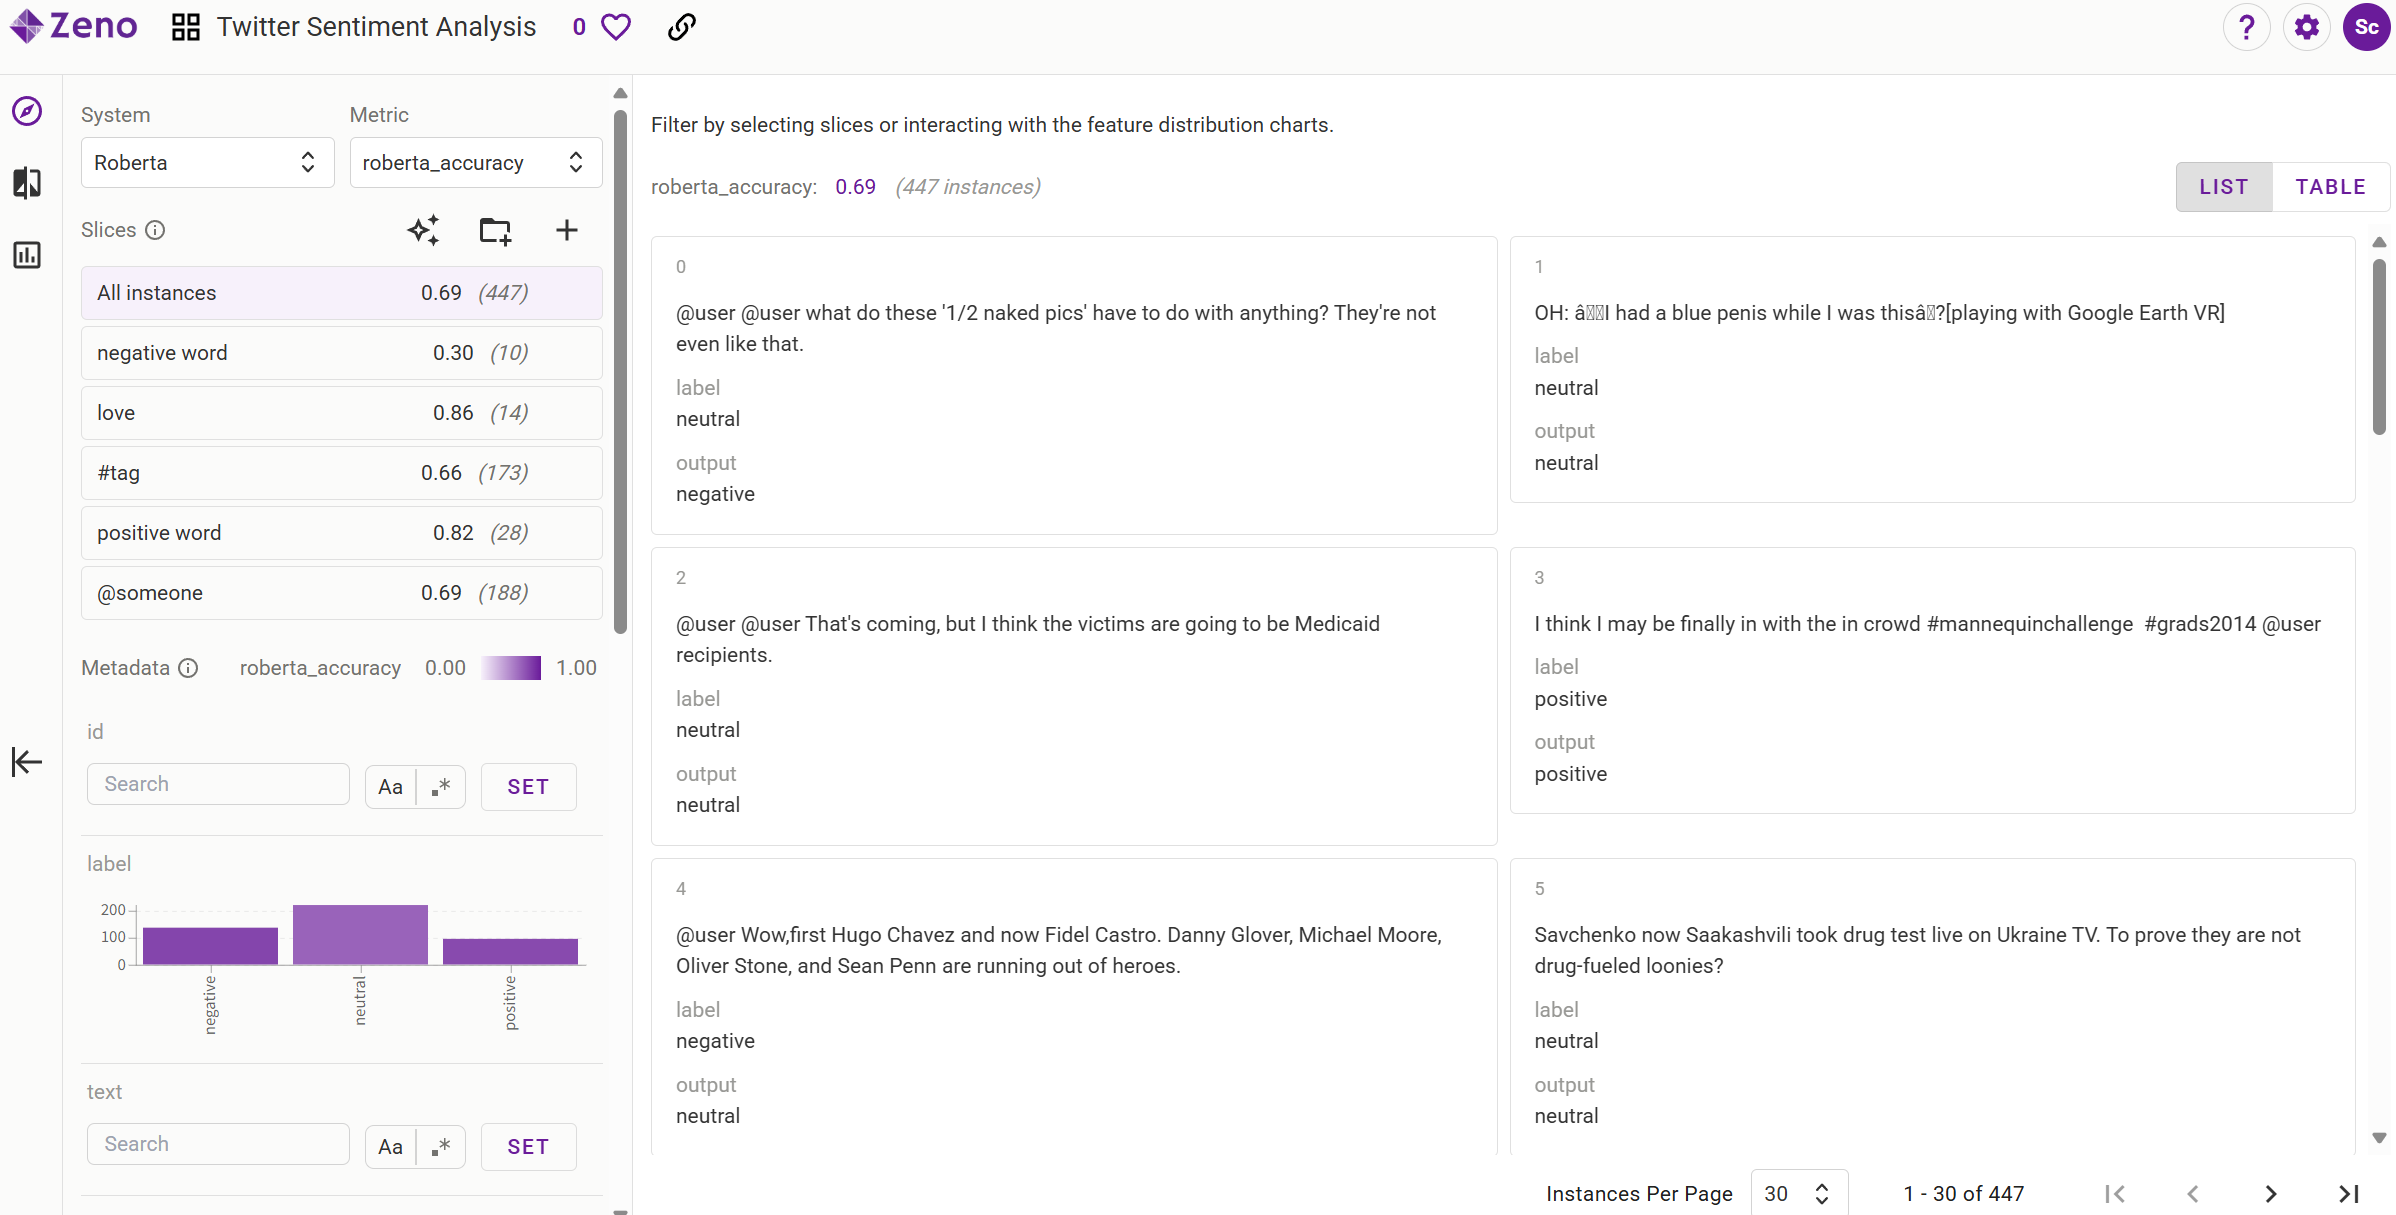 Zeno
Twitter Sentiment Analysis
0
?
Sc
System
Metric
Roberta
roberta_accuracy
Slices
All instances 0.69 (447)
negative word 0.30 (10)
love 0.86 (14)
#tag 0.66 (173)
positive word 0.82 (28)
@someone 0.69 (188)
Metadata roberta_accuracy 0.00 1.00
id
Search Aa .* SET
label
200
100
0
negative
neutral
positive
text
Search Aa .* SET
Filter by selecting slices or interacting with the feature distribution charts.
roberta_accuracy: 0.69 (447 instances)
LIST TABLE
0
@user @user what do these '1/2 naked pics' have to do with anything? They're not
even like that.
label
neutral
output
negative
1
OH: â I had a blue penis while I was thisâ ?[playing with Google Earth VR]
label
neutral
output
neutral
2
@user @user That's coming, but I think the victims are going to be Medicaid
recipients.
label
neutral
output
neutral
3
I think I may be finally in with the in crowd #mannequinchallenge  #grads2014 @user
label
positive
output
positive
4
@user Wow,first Hugo Chavez and now Fidel Castro. Danny Glover, Michael Moore,
Oliver Stone, and Sean Penn are running out of heroes.
label
negative
output
neutral
5
Savchenko now Saakashvili took drug test live on Ukraine TV. To prove they are not
drug-fueled loonies?
label
neutral
output
neutral
Instances Per Page 30 1 - 30 of 447